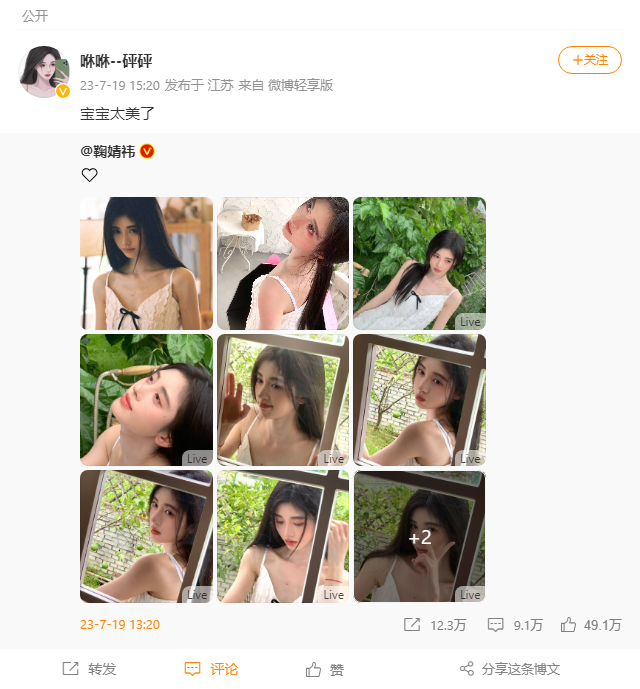 公开
咻咻--砰砰
+关注
23-7-19 15:20 发布于 江苏 来自 微博轻享版
宝宝太美了
@鞠婧祎
Live
Live
Live
Live
Live
Live
+2
Live
23-7-19 13:20
12.3万
9.1万
49.1万
转发
评论
赞
分享这条博文